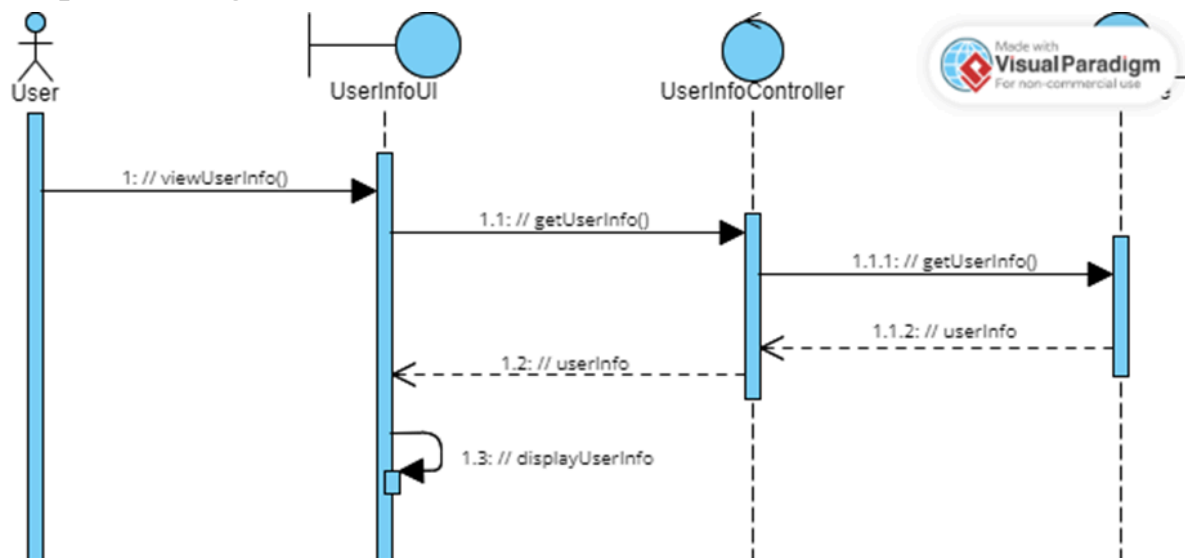 Made with
Visual Paradigm
For non-commercial use
User
UserInfoUI
UserInfoController
1: // viewUserInfo()
1.1: // getUserInfo()
1.1.1: // getUserInfo()
1.1.2: // userInfo
1.2: // userInfo
1.3: // displayUserInfo